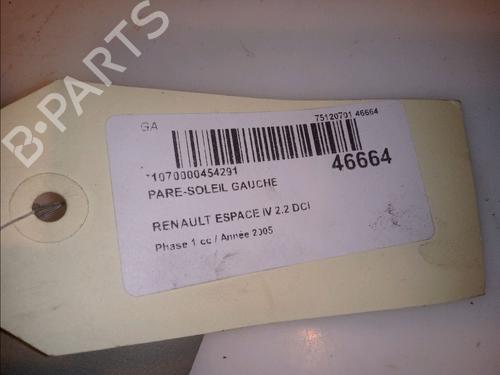 B-PARTS
GA
75120701 46664
*1070000454291
46664
PARE-SOLEIL GAUCHE
RENAULT ESPACE IV 2.2 DCI
Phase 1 cc / Année 2005